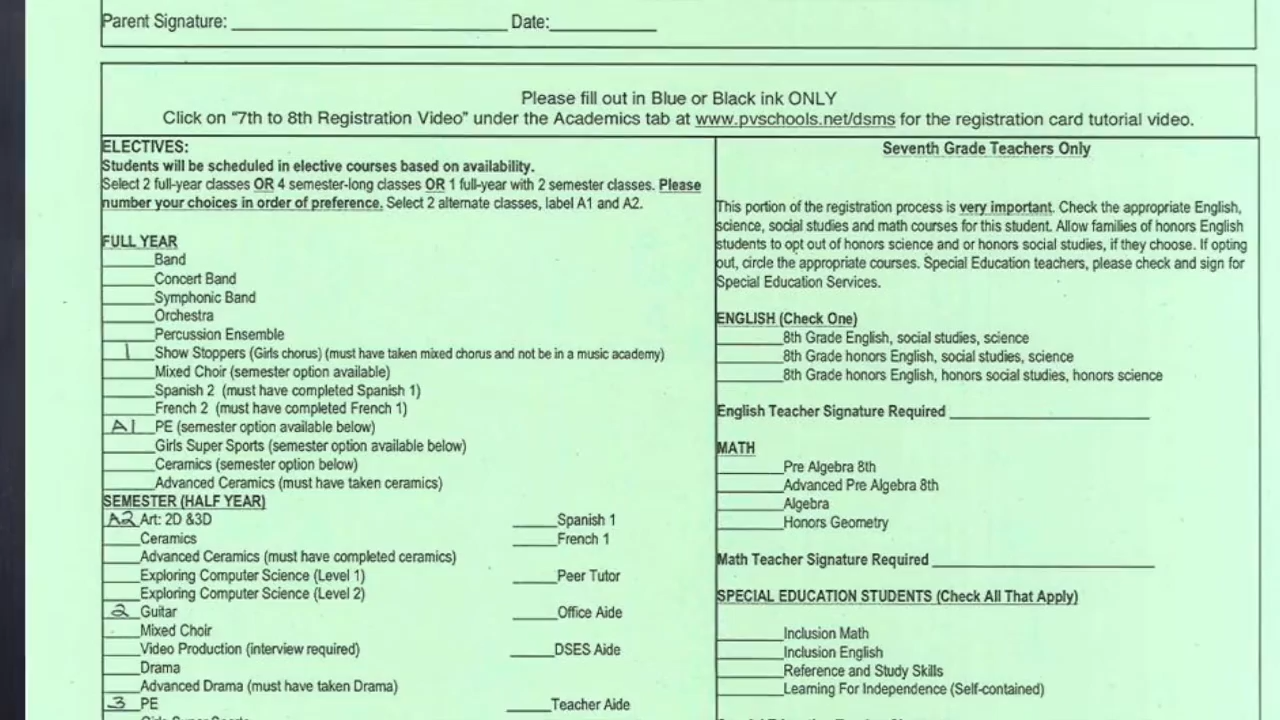 Parent Signature: ____________ Date:____________
Please fill out in Blue or Black ink ONLY
Click on "7th to 8th Registration Video" under the Academics tab at www.pvschools.net/dsms for the registration card tutorial video.
ELECTIVES:
Students will be scheduled in elective courses based on availability.
Select 2 full-year classes OR 4 semester-long classes OR 1 full-year with 2 semester classes. Please
number your choices in order of preference. Select 2 alternate classes, label A1 and A2.
FULL YEAR
Band
Concert Band
Symphonic Band
Orchestra
Percussion Ensemble
1 Show Stoppers (Girls chorus) (must have taken mixed chorus and not be in a music academy)
Mixed Choir (semester option available)
Spanish 2 (must have completed Spanish 1)
French 2 (must have completed French 1)
A1 PE (semester option available below)
Girls Super Sports (semester option available below)
Ceramics (semester option below)
Advanced Ceramics (must have taken ceramics)
SEMESTER (HALF YEAR)
A2 Art: 2D &3D
Ceramics
Advanced Ceramics (must have completed ceramics)
Exploring Computer Science (Level 1)
Exploring Computer Science (Level 2)
2 Guitar
Mixed Choir
Video Production (interview required)
Drama
Advanced Drama (must have taken Drama)
3 PE
Spanish 1
French 1
Peer Tutor
Office Aide
DSES Aide
Teacher Aide
Seventh Grade Teachers Only
This portion of the registration process is very important. Check the appropriate English,
science, social studies and math courses for this student. Allow families of honors English
students to opt out of honors science and or honors social studies, if they choose. If opting
out, circle the appropriate courses. Special Education teachers, please check and sign for
Special Education Services.
ENGLISH (Check One)
8th Grade English, social studies, science
8th Grade honors English, social studies, science
8th Grade honors English, honors social studies, honors science
English Teacher Signature Required ____________
MATH
Pre Algebra 8th
Advanced Pre Algebra 8th
Algebra
Honors Geometry
Math Teacher Signature Required ____________
SPECIAL EDUCATION STUDENTS (Check All That Apply)
Inclusion Math
Inclusion English
Reference and Study Skills
Learning For Independence (Self-contained)